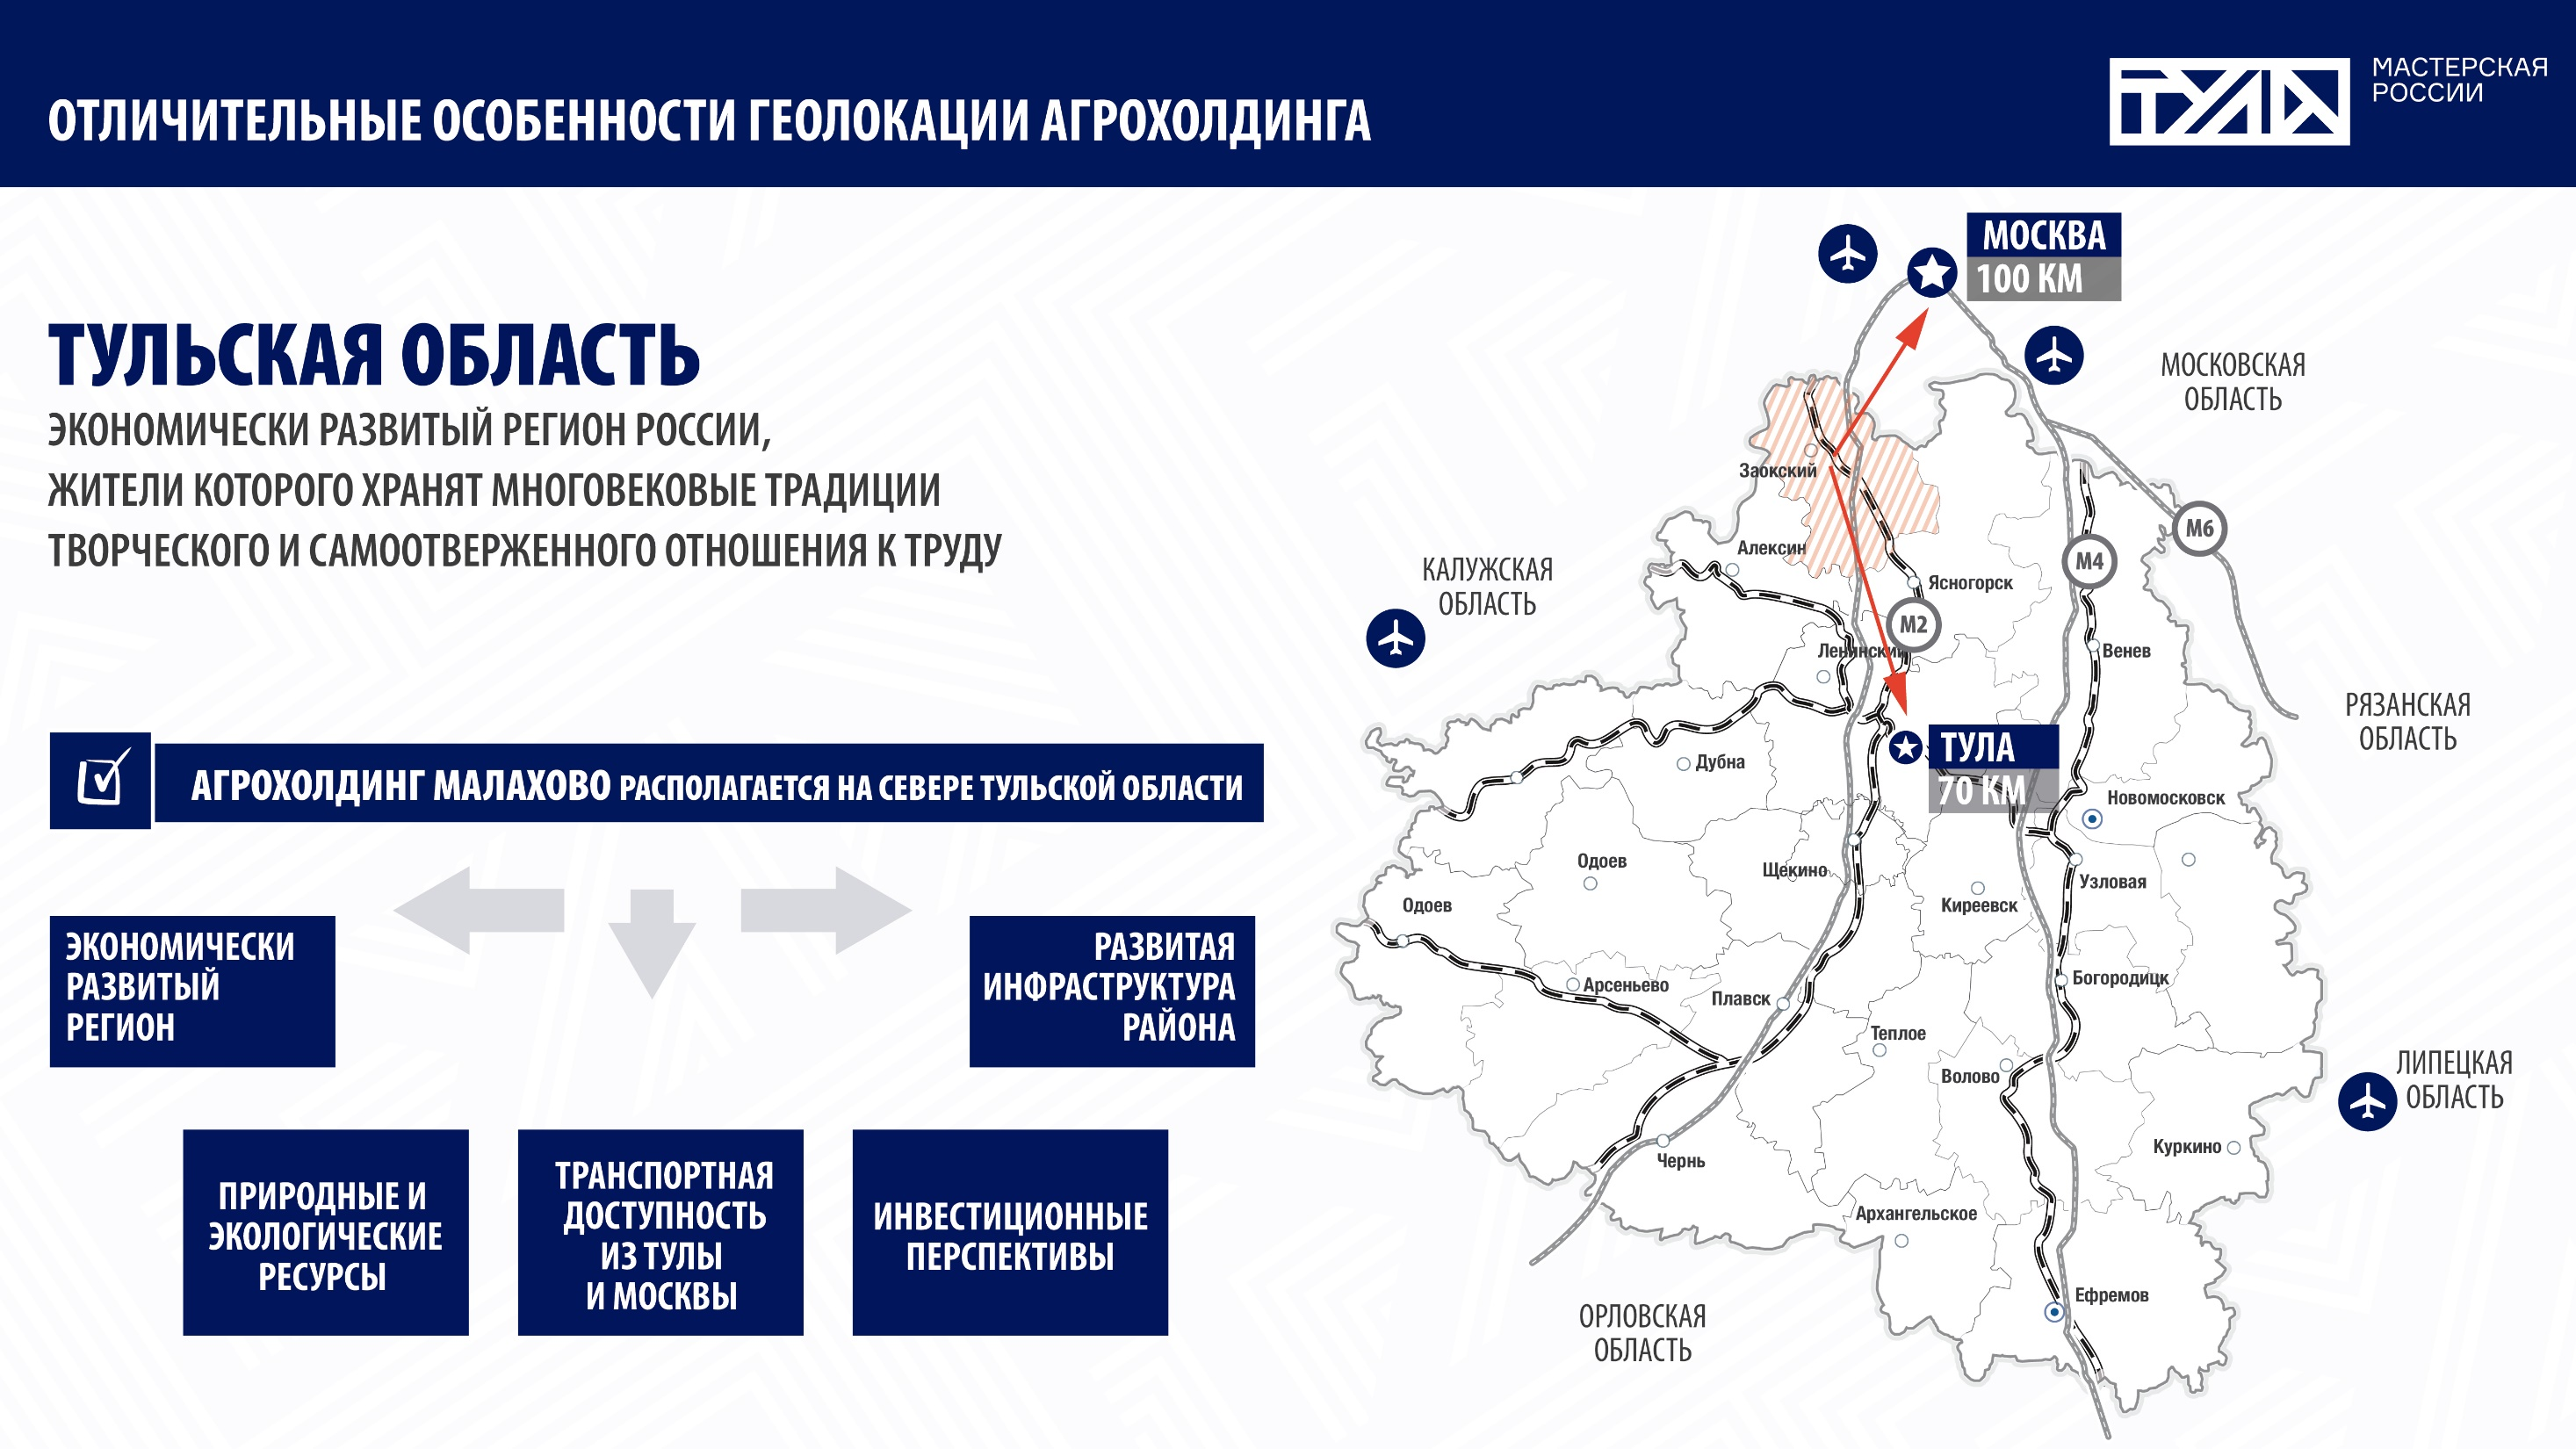 ОТЛИЧИТЕЛЬНЫЕ ОСОБЕННОСТИ ГЕОЛОКАЦИИ АГРОХОЛДИНГА
ТУЛА
МАСТЕРСКАЯ
РОССИИ
ТУЛЬСКАЯ ОБЛАСТЬ
ЭКОНОМИЧЕСКИ РАЗВИТЫЙ РЕГИОН РОССИИ,
ЖИТЕЛИ КОТОРОГО ХРАНЯТ МНОГОВЕКОВЫЕ ТРАДИЦИИ
ТВОРЧЕСКОГО И САМООТВЕРЖЕННОГО ОТНОШЕНИЯ К ТРУДУ
АГРОХОЛДИНГ МАЛАХОВО РАСПОЛАГАЕТСЯ НА СЕВЕРЕ ТУЛЬСКОЙ ОБЛАСТИ
ЭКОНОМИЧЕСКИ
РАЗВИТЫЙ
РЕГИОН
РАЗВИТАЯ
ИНФРАСТРУКТУРА
РАЙОНА
ПРИРОДНЫЕ И
ЭКОЛОГИЧЕСКИЕ
РЕСУРСЫ
ТРАНСПОРТНАЯ
ДОСТУПНОСТЬ
ИЗ ТУЛЫ
И МОСКВЫ
ИНВЕСТИЦИОННЫЕ
ПЕРСПЕКТИВЫ
МОСКВА
100 КМ
МОСКОВСКАЯ
ОБЛАСТЬ
Заокский
М6
Алексин
М4
КАЛУЖСКАЯ
ОБЛАСТЬ
Ясногорск
М2
Ленинский
Венев
РЯЗАНСКАЯ
ОБЛАСТЬ
ТУЛА
70 КМ
Дубна
Новомосковск
Одоев
Щекино
Узловая
Одоев
Киреевск
Арсеньево
Плавск
Богородицк
Теплое
Волово
ЛИПЕЦКАЯ
ОБЛАСТЬ
Куркино
Чернь
Архангельское
Ефремов
ОРЛОВСКАЯ
ОБЛАСТЬ